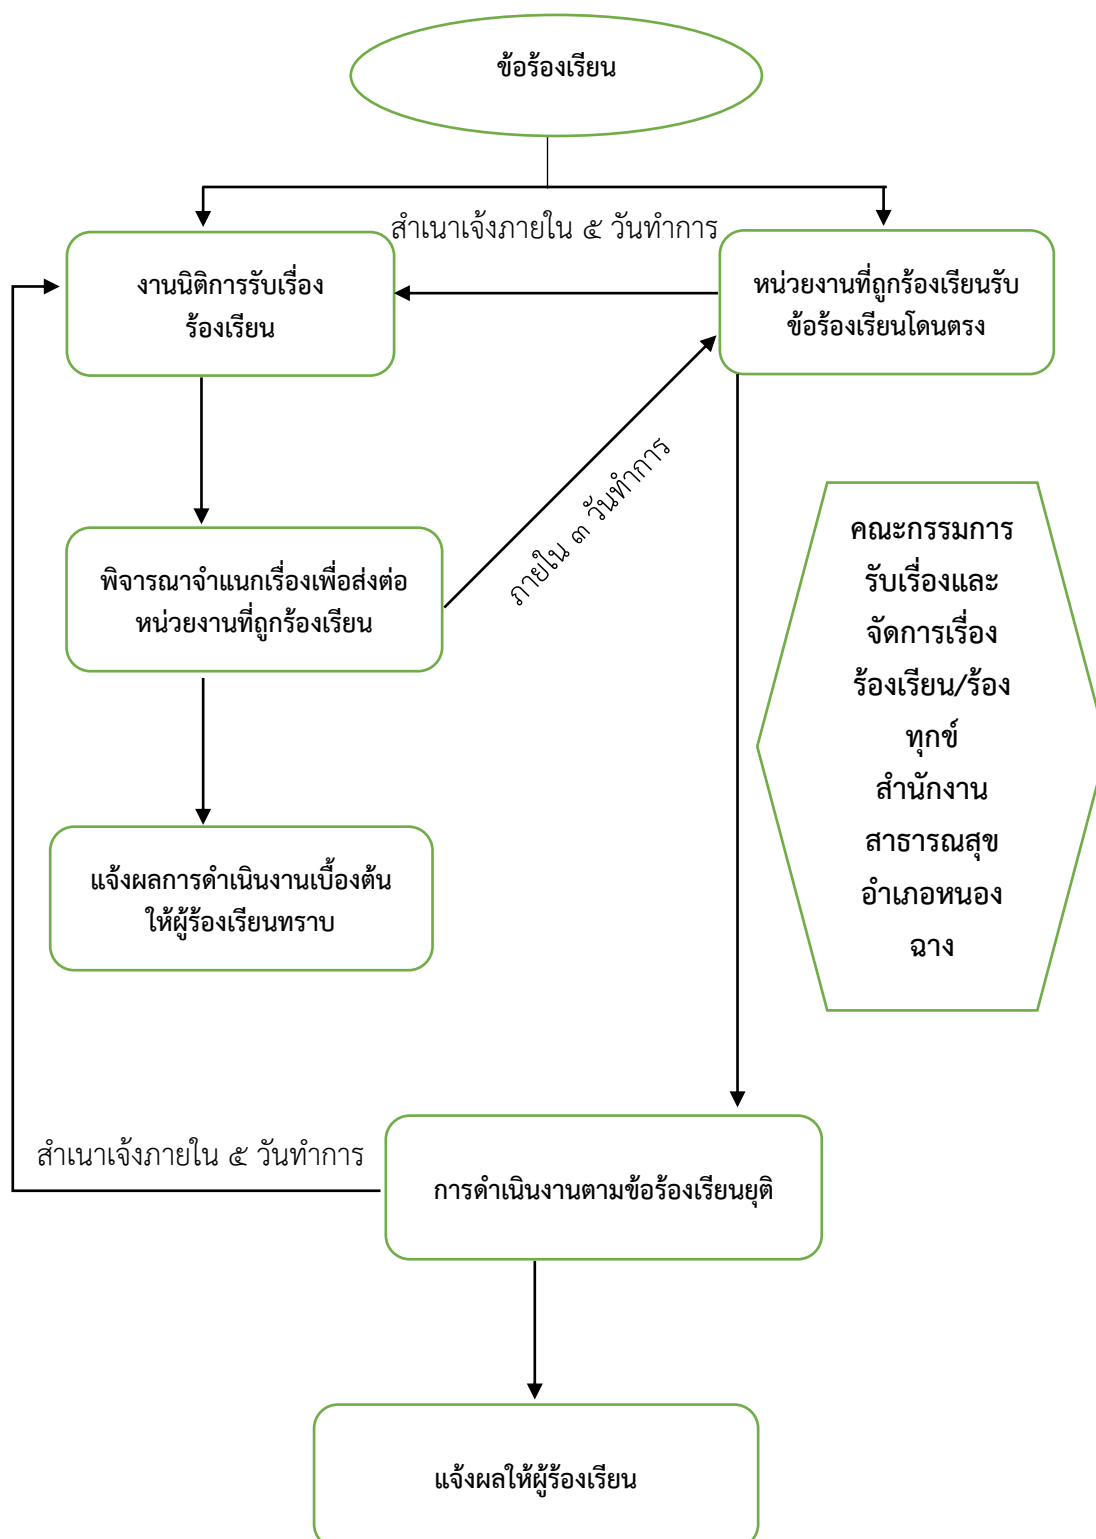 ข้อร้องเรียน
สำเนาเจ้งภายใน ๕ วันทำการ
งานนิติการรับเรื่อง
ร้องเรียน
หน่วยงานที่ถูกร้องเรียนรับ
ข้อร้องเรียนโดนตรง
ภายใน ๓ วันทำการ
พิจารณาจำแนกเรื่องเพื่อส่งต่อ
หน่วยงานที่ถูกร้องเรียน
คณะกรรมการ
รับเรื่องและ
จัดการเรื่อง
ร้องเรียน/ร้อง
ทุกข์
สำนักงาน
สาธารณสุข
อำเภอหนอง
ฉาง
แจ้งผลการดำเนินงานเบื้องต้น
ให้ผู้ร้องเรียนทราบ
สำเนาเจ้งภายใน ๕ วันทำการ
การดำเนินงานตามข้อร้องเรียนยุติ
แจ้งผลให้ผู้ร้องเรียน